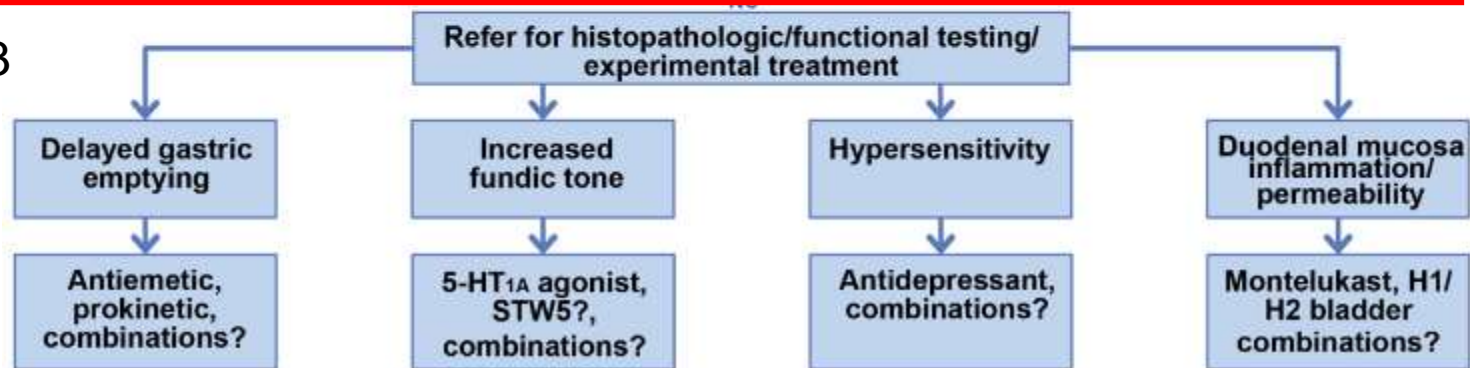 B
Refer for histopathologic/functional testing/
experimental treatment
Delayed gastric
emptying
Increased
fundic tone
Hypersensitivity
Duodenal mucosa
inflammation/
permeability
Antiemetic,
prokinetic,
combinations?
5-HT1A agonist,
STW5?,
combinations?
Antidepressant,
combinations?
Montelukast, H1/
H2 bladder
combinations?